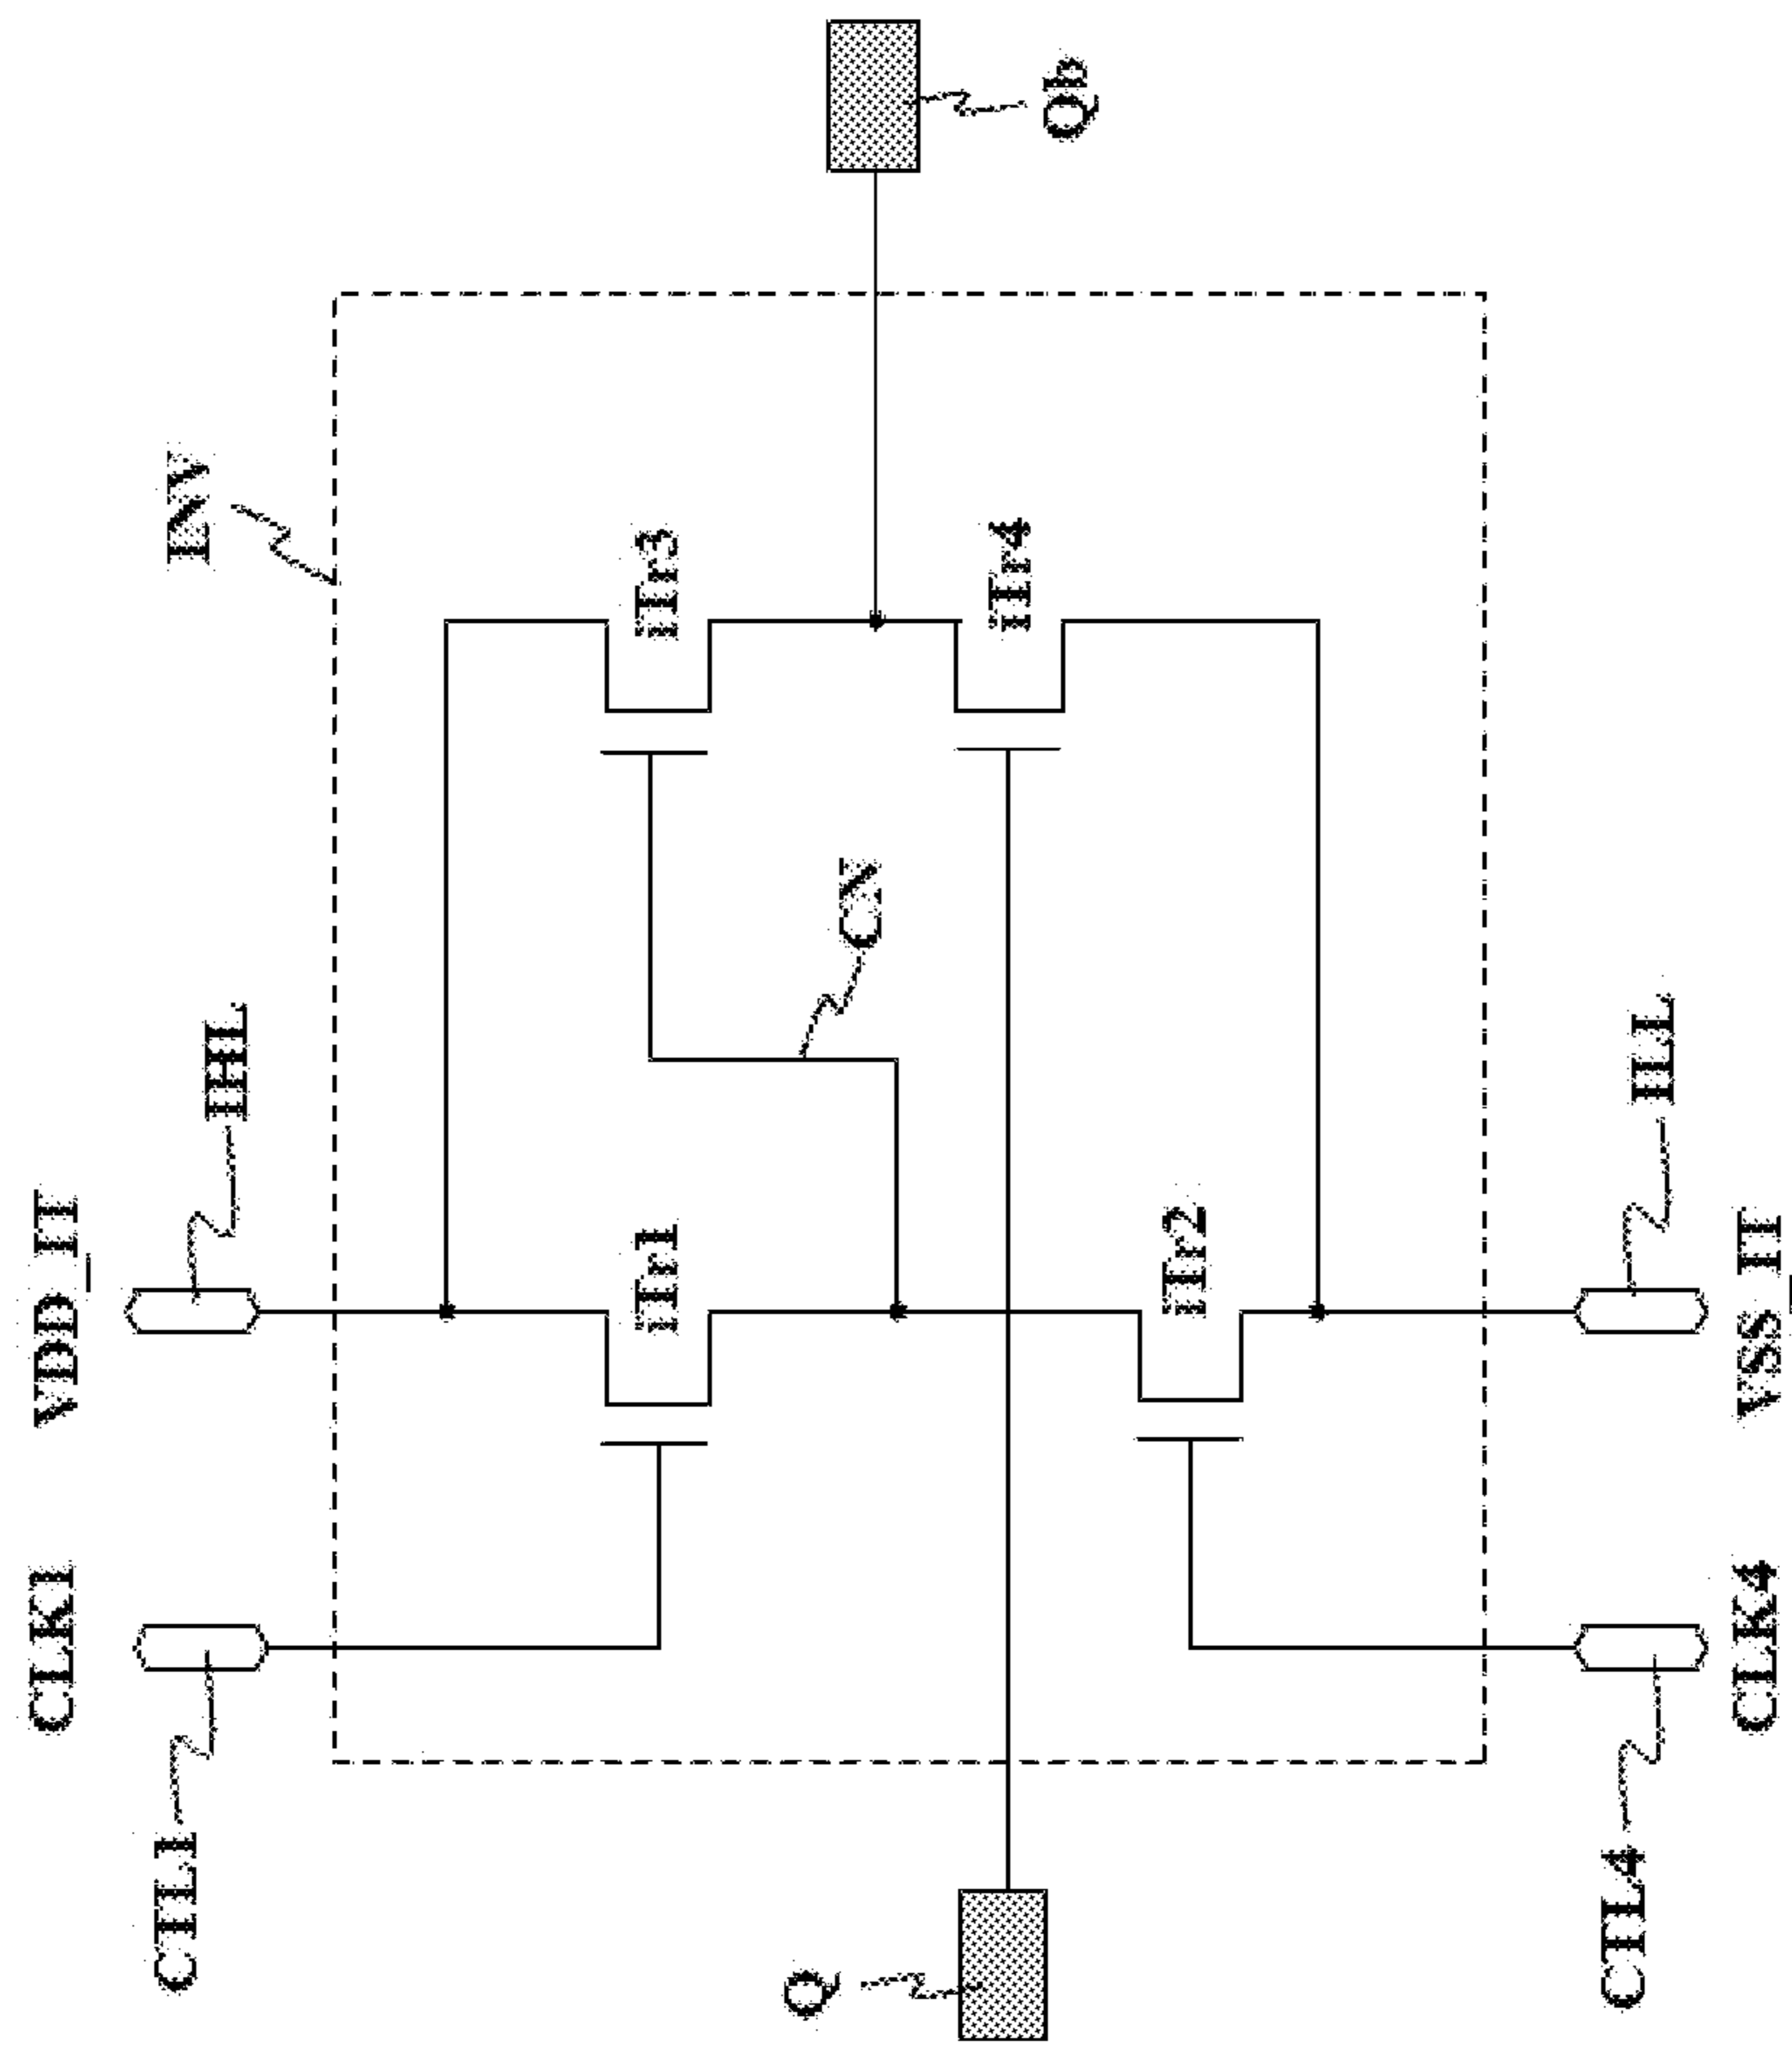 CLK1
VDD_IT
CTL1
IHL
INV
ITr1
ITr3
Q
CN
ITr4
Qb
ITr2
CTL4
ILL
CLK4
VSS_IT